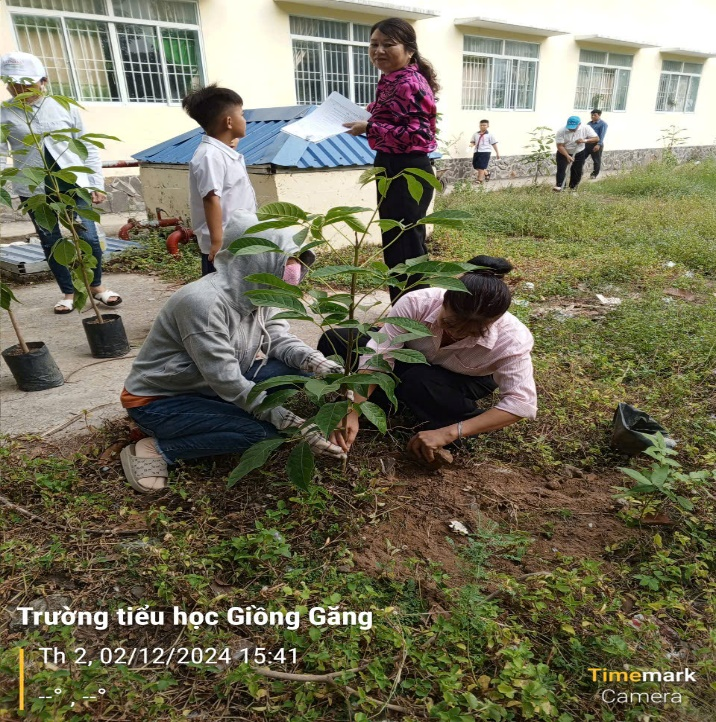 Trường tiểu học Giồng Găng
Th 2, 02/12/2024 15:41
--° , --°
Timemark
Camera